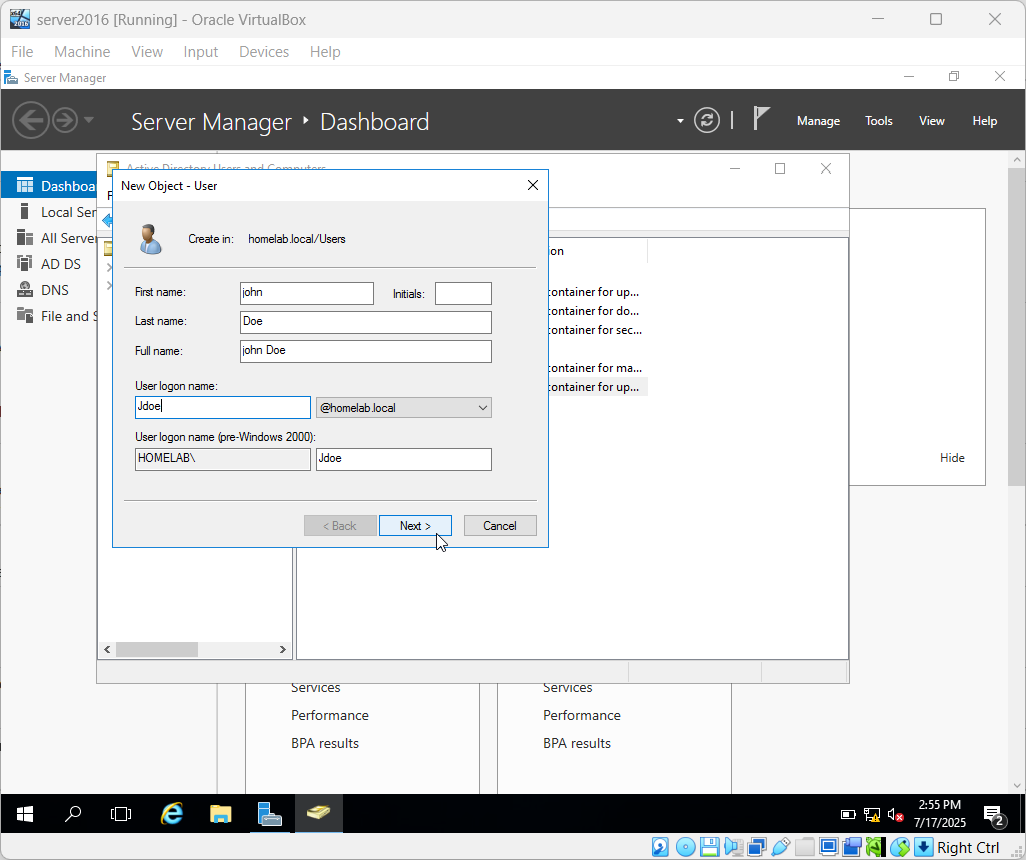 server2016 [Running] - Oracle VirtualBox
File Machine View Input Devices Help
Server Manager
Server Manager Dashboard
Manage Tools View Help
Active Directory Users and Computers
New Object - User
Dashboa
Local Ser
All Server
AD DS
DNS
File and S
Create in: homelab.local/Users
First name: john Initials:
Last name: Doe
Full name: john Doe
User logon name:
Jdoe @homelab.local
User logon name (pre-Windows 2000):
HOMELAB\ Jdoe
< Back Next > Cancel
on
container for up...
container for do...
container for sec...
container for ma...
container for up...
Hide
Services Services
Performance Performance
BPA results BPA results
2:55 PM
7/17/2025
2
Right Ctrl